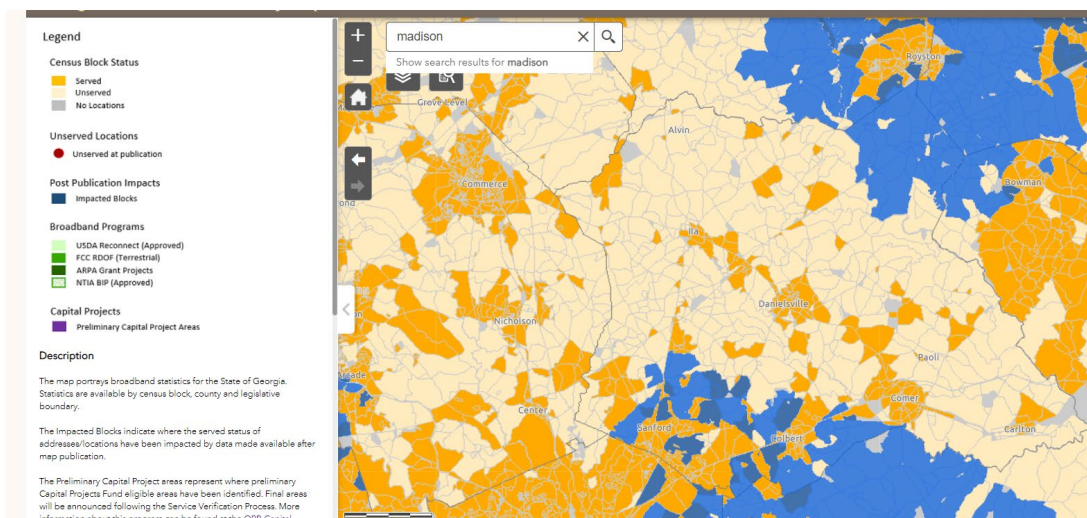 Legend
Census Block Status
Served
Unserved
No Locations
Unserved Locations
Unserved at publication
Post Publication Impacts
Impacted Blocks
Broadband Programs
USDA Reconnect (Approved)
FCC RDOF (Terrestrial)
ARPA Grant Projects
NTIA BIP (Approved)
Capital Projects
Preliminary Capital Project Areas
Description
The map portrays broadband statistics for the State of Georgia.
Statistics are available by census block, county and legislative
boundary.
The Impacted Blocks indicate where the served status of
addresses/locations have been impacted by data made available after
map publication.
The Preliminary Capital Project areas represent where preliminary
Capital Projects Fund eligible areas have been identified. Final areas
will be announced following the Service Verification Process. More
madison
Show search results for madison
Royston
Grove Level
Alvin
Commerce
Bowman
ond
Ila
Danielsville
Nicholson
on
Arcade
Paoli
Comer
Center
Sanford
Colbert
Carlton